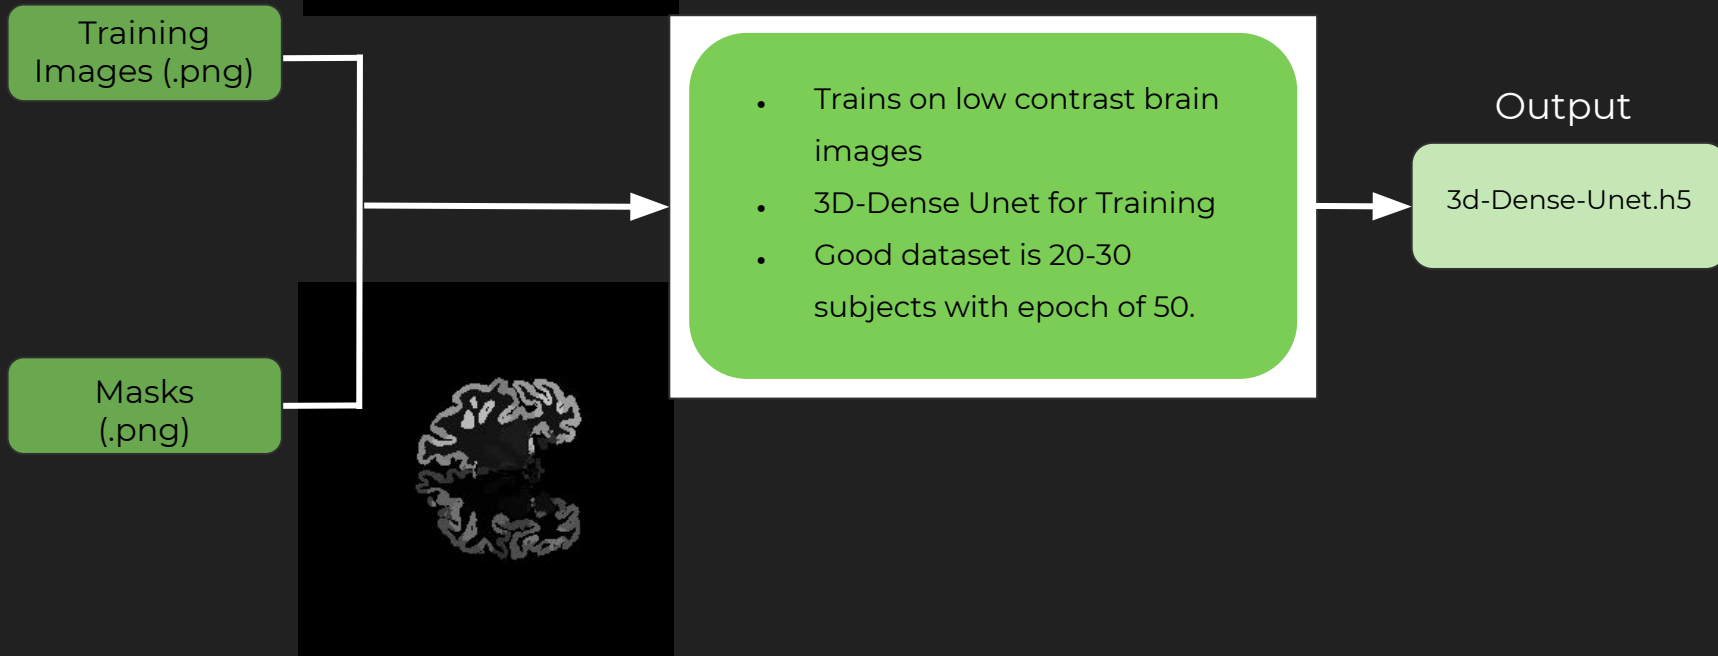 Training
Images (.png)
Masks
(.png)
• Trains on low contrast brain
images
• 3D-Dense Unet for Training
• Good dataset is 20-30
subjects with epoch of 50.
Output
3d-Dense-Unet.h5